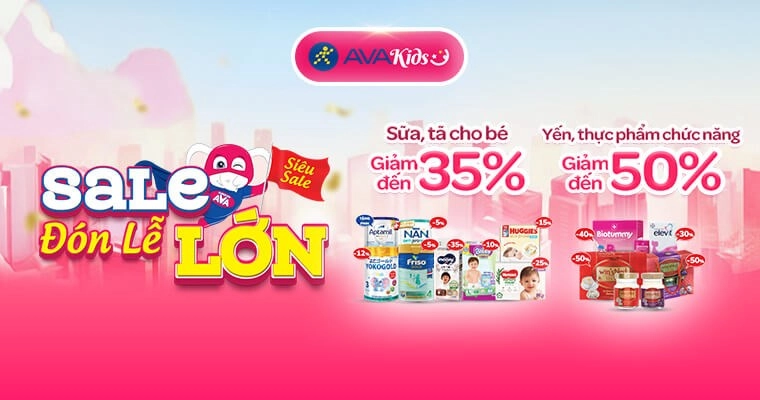 AVAKids
SALE
Đón Lễ
LỚN
Siêu
Sale
AVA
Sữa, tã cho bé
Giảm
đến
35%
Yến, thực phẩm chức năng
Giảm
đến
50%
Aptamil
NAN
-5%
-15%
HUGGIES
-12%
YOKOGOLD
-5%
Friso
-35%
-10%
-25%
-40%
Biotummy
elevit
-30%
-50%
-50%